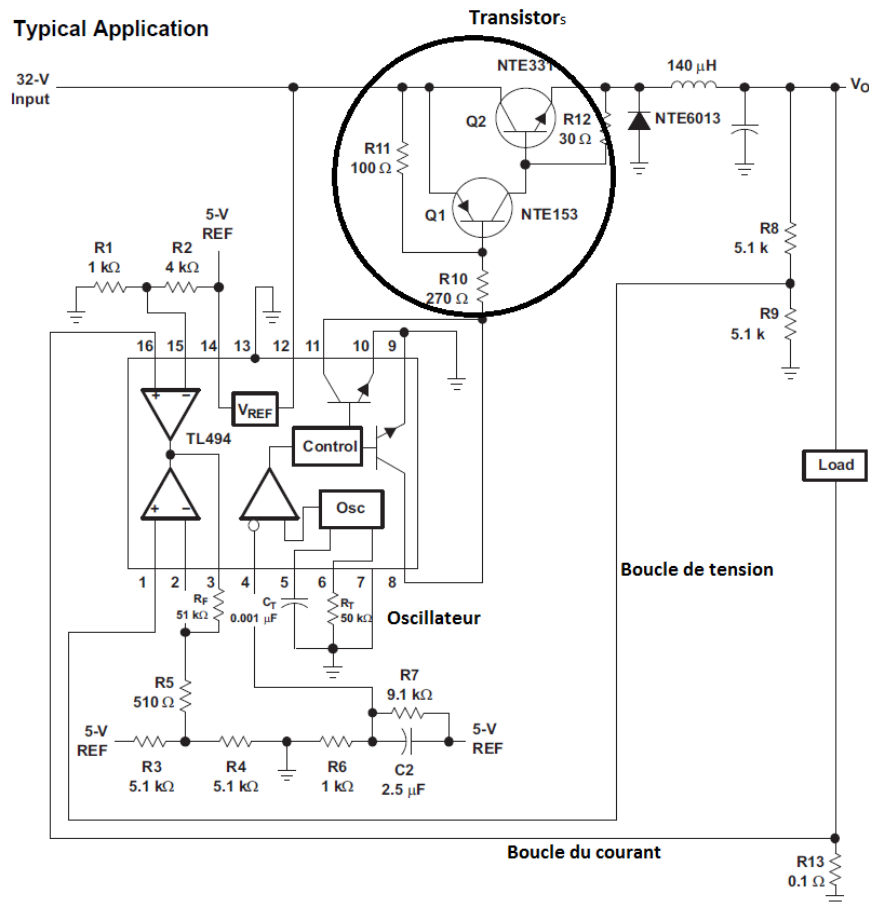 Typical Application
Transistors
32-V
Input
NTE331
140 µH
VO
Q2
R12
30 Ω
NTE6013
R11
100 Ω
Q1
NTE153
R8
5.1 k
5-V
REF
R1
1 kΩ
R2
4 kΩ
R10
270 Ω
R9
5.1 k
16 15 14 13 12 11 10 9
+ −
VREF
TL494
Control
+ −
Osc
Load
1 2 3 4 5 6 7 8
Boucle de tension
RF
51 kΩ
CT
0.001 µF
RT
50 kΩ
Oscillateur
R5
510 Ω
R7
9.1 kΩ
5-V
REF
5-V
REF
R3
5.1 kΩ
R4
5.1 kΩ
R6
1 kΩ
C2
2.5 µF
Boucle du courant
R13
0.1 Ω